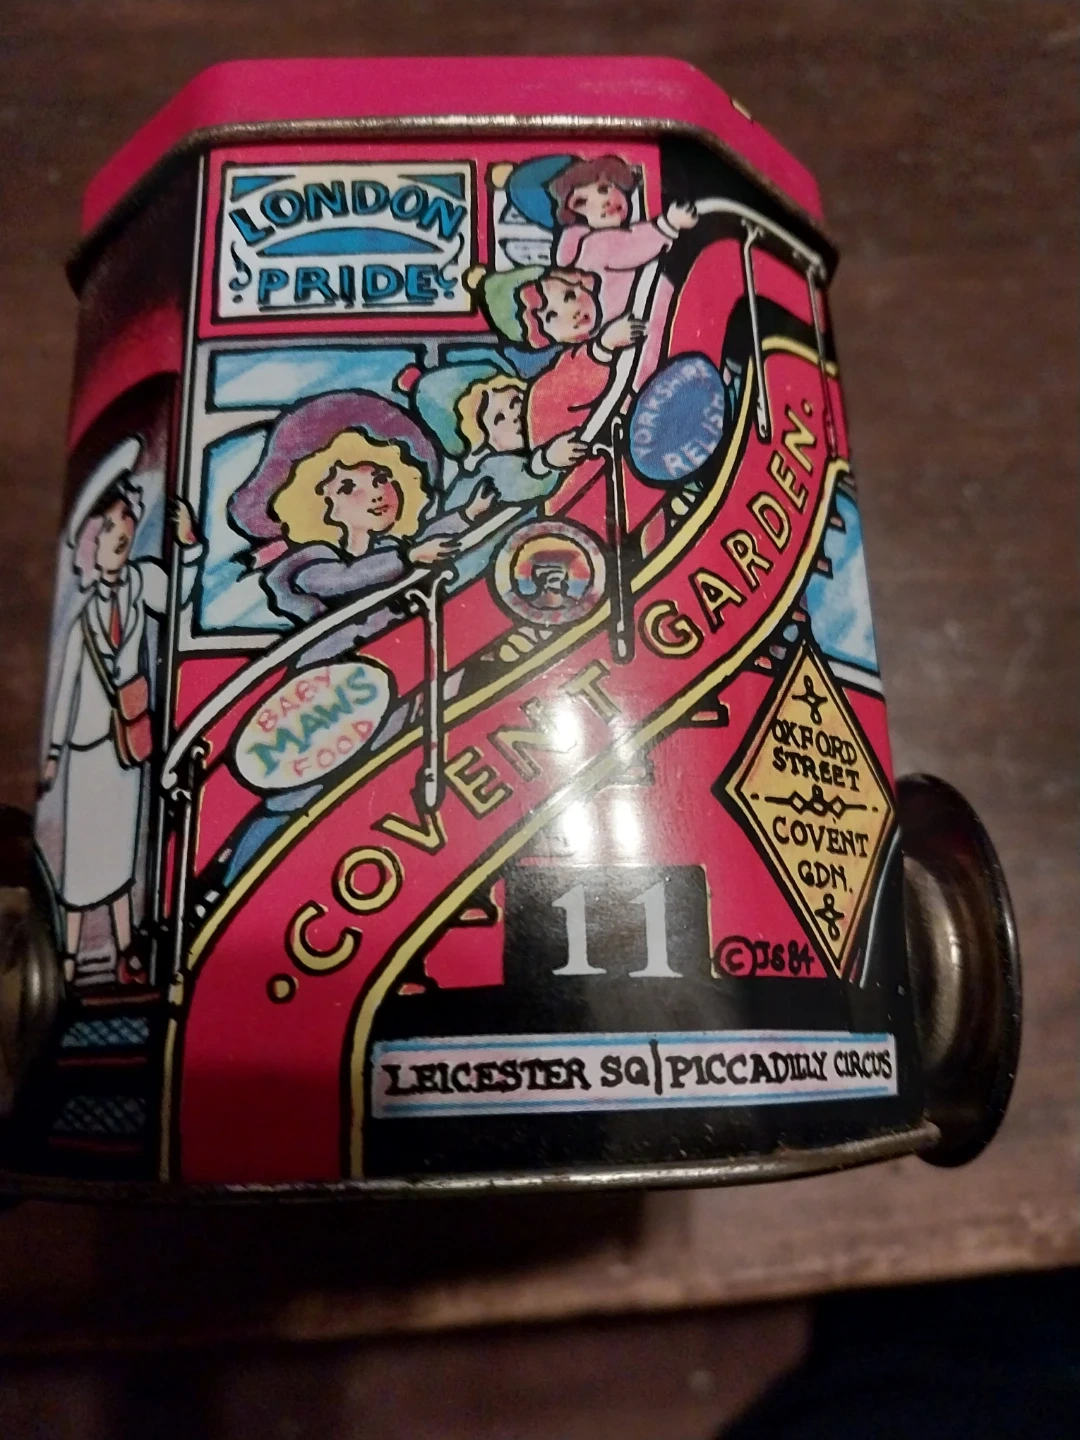 LONDON
PRIDE
YORKSHIRE
RELISH
BABY
MAWS
FOOD
·COVENT GARDEN·
OXFORD
STREET
COVENT
GDN.
11
©JS84
LEICESTER SQ|PICCADILLY CIRCUS